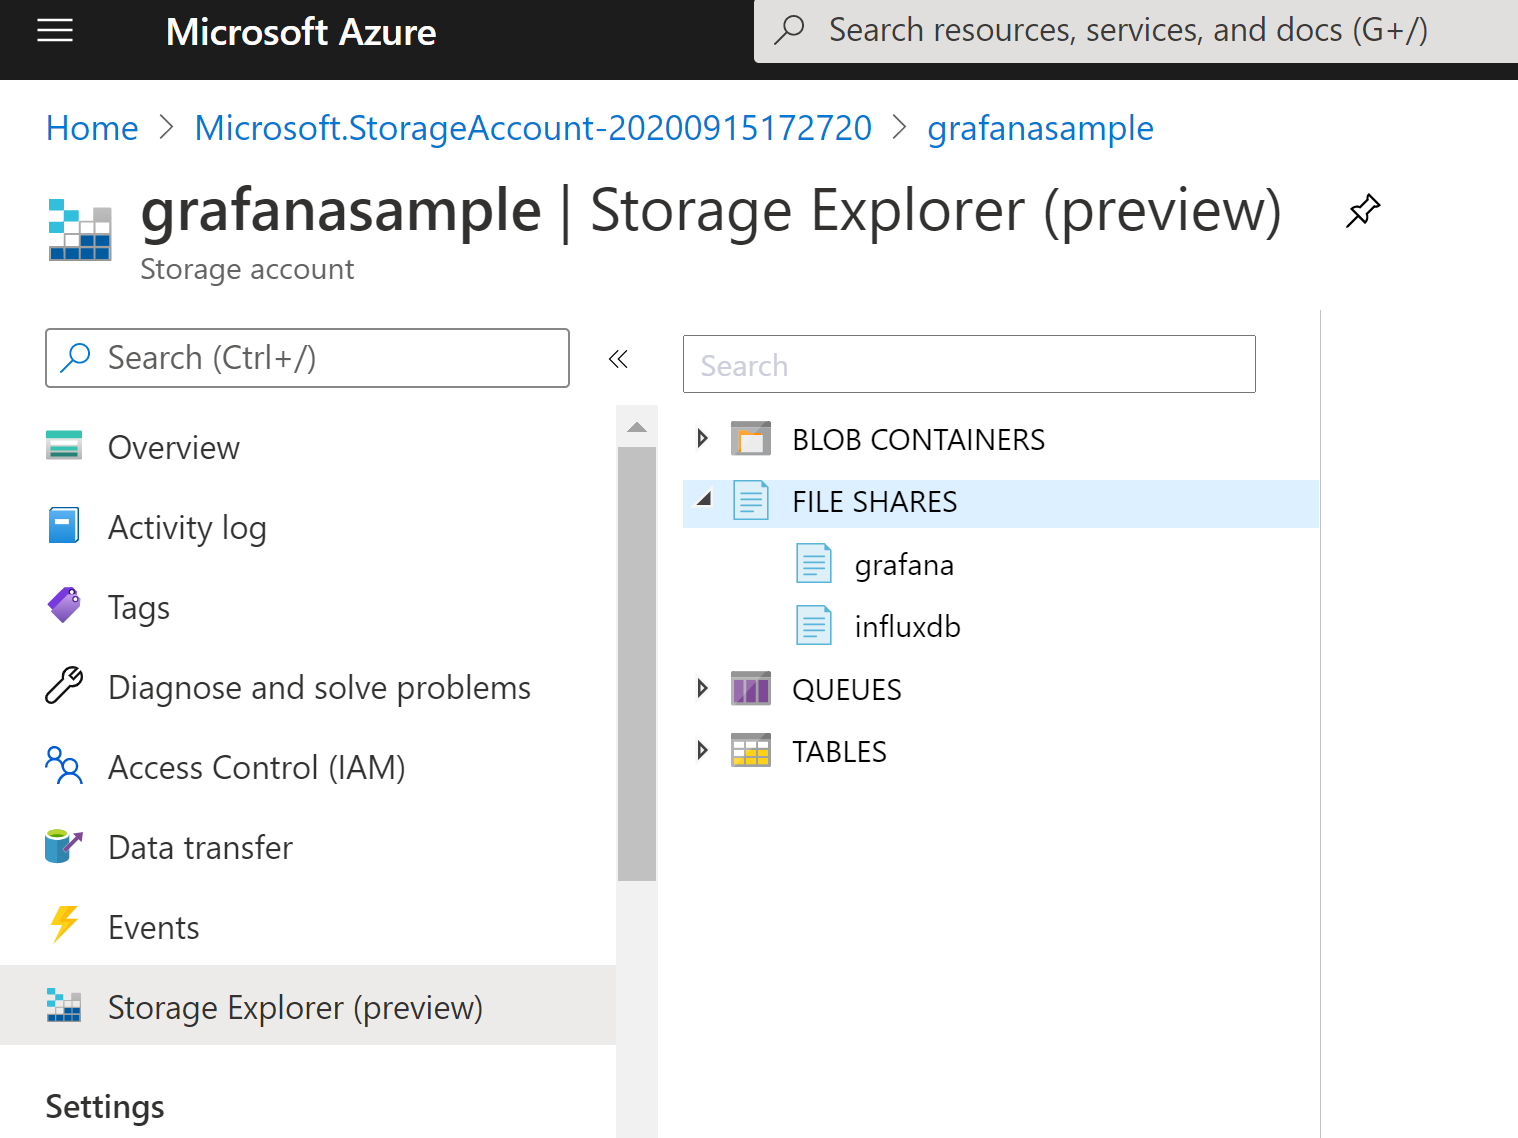 Microsoft Azure
Search resources, services, and docs (G+/)
Home > Microsoft.StorageAccount-20200915172720 > grafanasample
grafanasample | Storage Explorer (preview)
Storage account
Search (Ctrl+/)
Overview
Activity log
Tags
Diagnose and solve problems
Access Control (IAM)
Data transfer
Events
Storage Explorer (preview)
Settings
Search
BLOB CONTAINERS
FILE SHARES
grafana
influxdb
QUEUES
TABLES